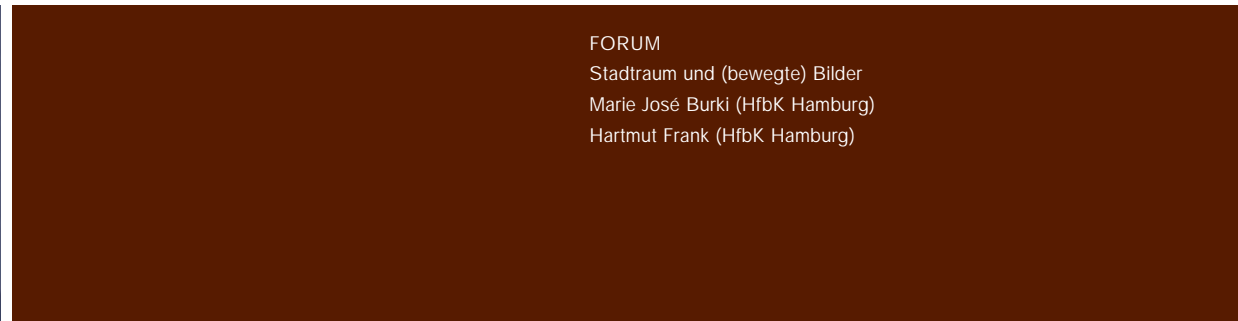 FORUM
Stadtraum und (bewegte) Bilder
Marie José Burki (HfbK Hamburg)
Hartmut Frank (HfbK Hamburg)